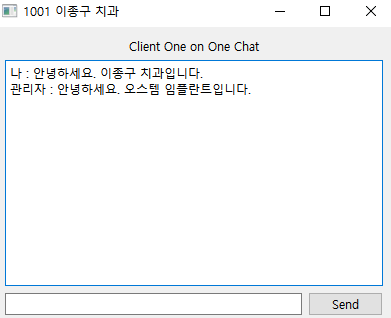 1001 이종구 치과
Client One on One Chat
나 : 안녕하세요. 이종구 치과입니다.
관리자 : 안녕하세요. 오스템 임플란트입니다.
Send